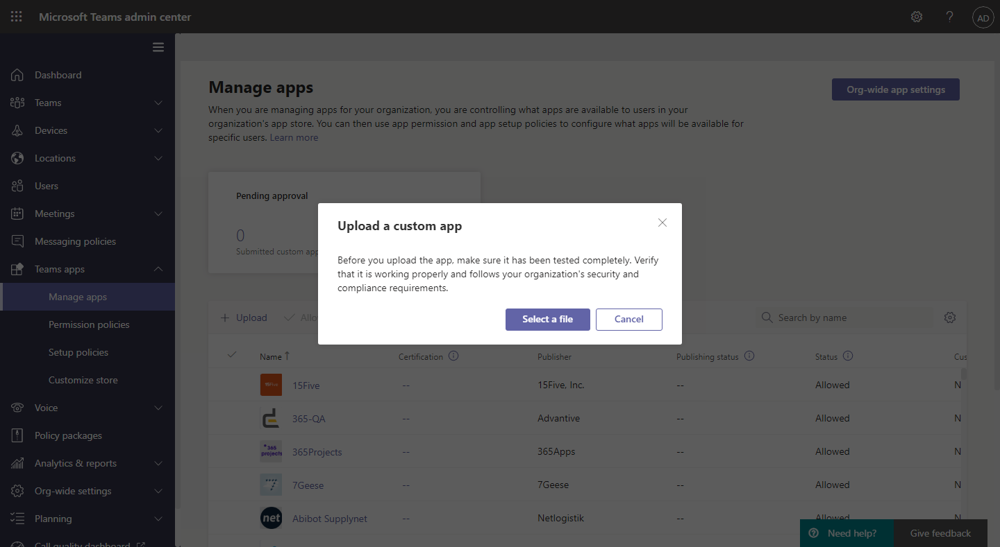 Microsoft Teams admin center
?
AD
Dashboard
Teams
Devices
Locations
Users
Meetings
Messaging policies
Teams apps
Manage apps
Permission policies
Setup policies
Customize store
Voice
Policy packages
Analytics & reports
Org-wide settings
Planning
Call quality dashboard
Manage apps
Org-wide app settings
When you are managing apps for your organization, you are controlling what apps are available to users in your
organization's app store. You can then use app permission and app setup policies to configure what apps will be available for
specific users. Learn more
Pending approval
0
Submitted custom app
Upload a custom app
Before you upload the app, make sure it has been tested completely. Verify
that it is working properly and follows your organization's security and
compliance requirements.
Select a file
Cancel
+ Upload
Allo
Search by name
Name ↑ Certification Publisher Publishing status Status Cus
15Five 15Five -- 15Five, Inc. -- Allowed N
365-QA -- Advantive -- Allowed N
365 projects 365Projects -- 365Apps -- Allowed N
7Geese -- 7Geese -- Allowed N
net Abibot Supplynet -- Netlogistik -- Allowed N
Need help?
Give feedback